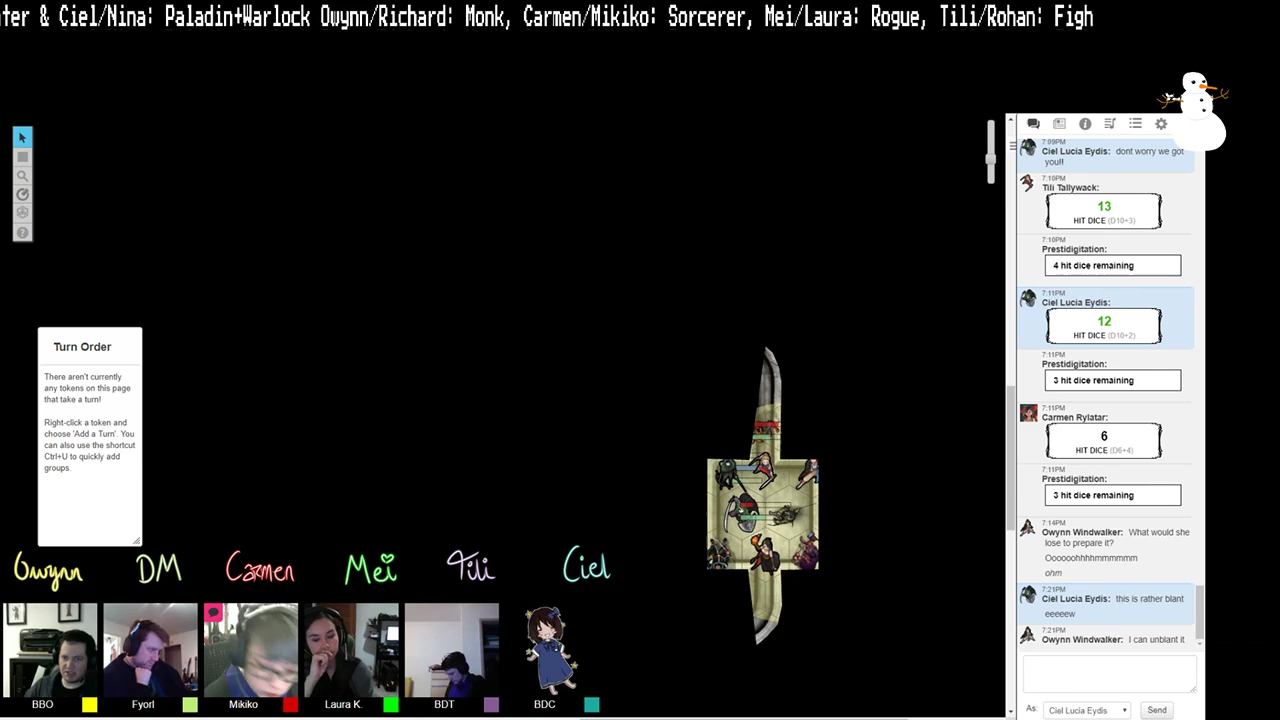 nter & Ciel/Nina: Paladin+Warlock Owynn/Richard: Monk, Carmen/Mikiko: Sorcerer, Mei/Laura: Rogue, Tili/Rohan: Figh
7:09PM
Ciel Lucia Eydis: dont worry we got
you!!
7:10PM
Tili Tallywack:
13
HIT DICE (D10+3)
7:10PM
Prestidigitation:
4 hit dice remaining
7:11PM
Ciel Lucia Eydis:
12
HIT DICE (D10+2)
7:11PM
Prestidigitation:
3 hit dice remaining
7:11PM
Carmen Rylatar:
6
HIT DICE (D6+4)
7:11PM
Prestidigitation:
3 hit dice remaining
7:14PM
Owynn Windwalker: What would she
lose to prepare it?
Oooooohhhhmmmmmm
ohm
7:21PM
Ciel Lucia Eydis: this is rather blant
eeeeew
7:21PM
Owynn Windwalker: I can unblant it
As: Ciel Lucia Eydis Send
Turn Order
There aren't currently
any tokens on this page
that take a turn!
Right-click a token and
choose 'Add a Turn'. You
can also use the shortcut
Ctrl+U to quickly add
groups.
Owynn DM Carmen Mei Tili Ciel
BBO Fyorl Mikiko Laura K. BDT BDC